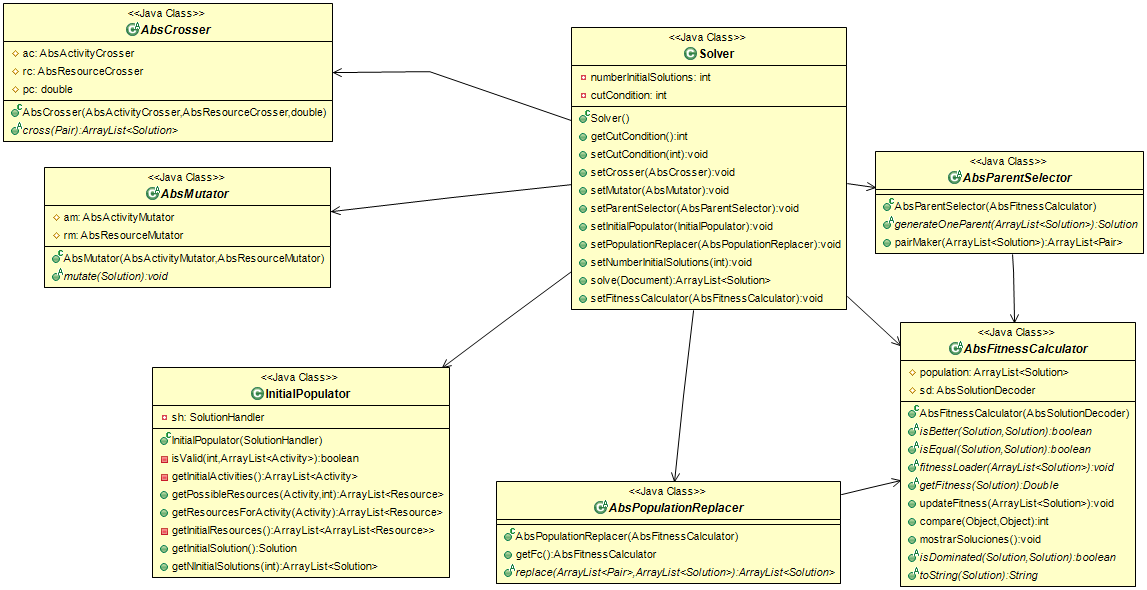 <<Java Class>>
AbsCrosser
ac: AbsActivityCrosser
rc: AbsResourceCrosser
pc: double
AbsCrosser(AbsActivityCrosser,AbsResourceCrosser,double)
cross(Pair):ArrayList<Solution>
<<Java Class>>
Solver
numberInitialSolutions: int
cutCondition: int
Solver()
getCutCondition():int
setCutCondition(int):void
setCrosser(AbsCrosser):void
setMutator(AbsMutator):void
setParentSelector(AbsParentSelector):void
setInitialPopulator(InitialPopulator):void
setPopulationReplacer(AbsPopulationReplacer):void
setNumberInitialSolutions(int):void
solve(Document):ArrayList<Solution>
setFitnessCalculator(AbsFitnessCalculator):void
<<Java Class>>
AbsParentSelector
AbsParentSelector(AbsFitnessCalculator)
generateOneParent(ArrayList<Solution>):Solution
pairMaker(ArrayList<Solution>):ArrayList<Pair>
<<Java Class>>
AbsMutator
am: AbsActivityMutator
rm: AbsResourceMutator
AbsMutator(AbsActivityMutator,AbsResourceMutator)
mutate(Solution):void
<<Java Class>>
AbsFitnessCalculator
population: ArrayList<Solution>
sd: AbsSolutionDecoder
AbsFitnessCalculator(AbsSolutionDecoder)
isBetter(Solution,Solution):boolean
isEqual(Solution,Solution):boolean
fitnessLoader(ArrayList<Solution>):void
getFitness(Solution):Double
updateFitness(ArrayList<Solution>):void
compare(Object,Object):int
mostrarSoluciones():void
isDominated(Solution,Solution):boolean
toString(Solution):String
<<Java Class>>
InitialPopulator
sh: SolutionHandler
InitialPopulator(SolutionHandler)
isValid(int,ArrayList<Activity>):boolean
getInitialActivities():ArrayList<Activity>
getPossibleResources(Activity,int):ArrayList<Resource>
getResourcesForActivity(Activity):ArrayList<Resource>
getInitialResources():ArrayList<ArrayList<Resource>>
getInitialSolution():Solution
getNInitialSolutions(int):ArrayList<Solution>
<<Java Class>>
AbsPopulationReplacer
AbsPopulationReplacer(AbsFitnessCalculator)
getFc():AbsFitnessCalculator
replace(ArrayList<Pair>,ArrayList<Solution>):ArrayList<Solution>